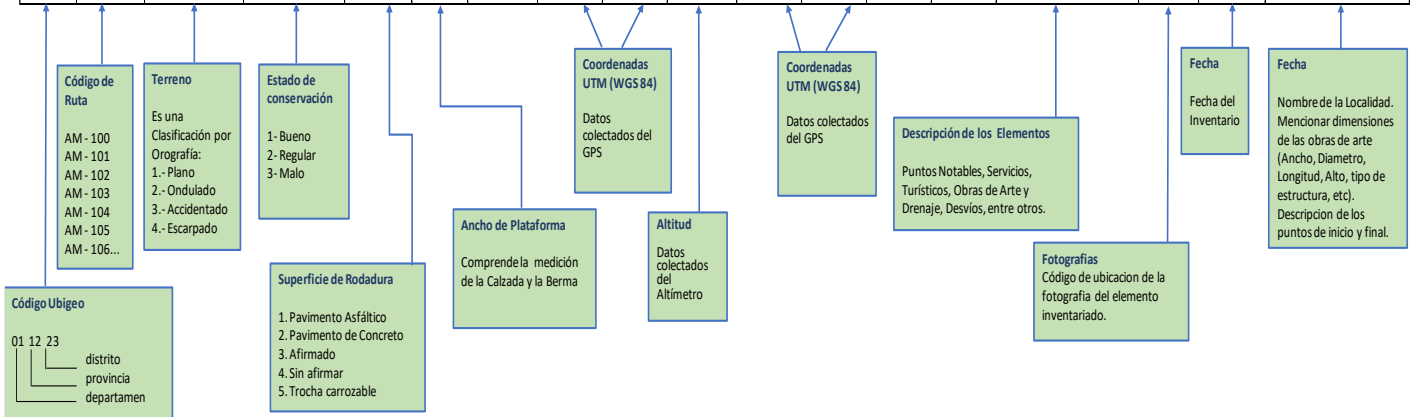 Código de
Ruta
AM - 100
AM - 101
AM - 102
AM - 103
AM - 104
AM - 105
AM - 106...
Terreno
Es una
Clasificación por
Orografía:
1.- Plano
2.- Ondulado
3.- Accidentado
4.- Escarpado
Estado de
conservación
1- Bueno
2- Regular
3- Malo
Coordenadas
UTM (WGS 84)
Datos
colectados del
GPS
Coordenadas
UTM (WGS 84)
Datos colectados
del GPS
Descripción de los Elementos
Puntos Notables, Servicios,
Turísticos, Obras de Arte y
Drenaje, Desvíos, entre otros.
Fecha
Fecha del
Inventario
Fecha
Nombre de la Localidad.
Mencionar dimensiones
de las obras de arte
(Ancho, Diametro,
Longitud, Alto, tipo de
estructura, etc).
Descripcion de los
puntos de inicio y final.
Código Ubigeo
01 12 23
distrito
provincia
departamen
Superficie de Rodadura
1. Pavimento Asfáltico
2. Pavimento de Concreto
3. Afirmado
4. Sin afirmar
5. Trocha carrozable
Ancho de Plataforma
Comprende la medición
de la Calzada y la Berma
Altitud
Datos
colectados
del
Altímetro
Fotografias
Código de ubicacion de la
fotografia del elemento
inventariado.